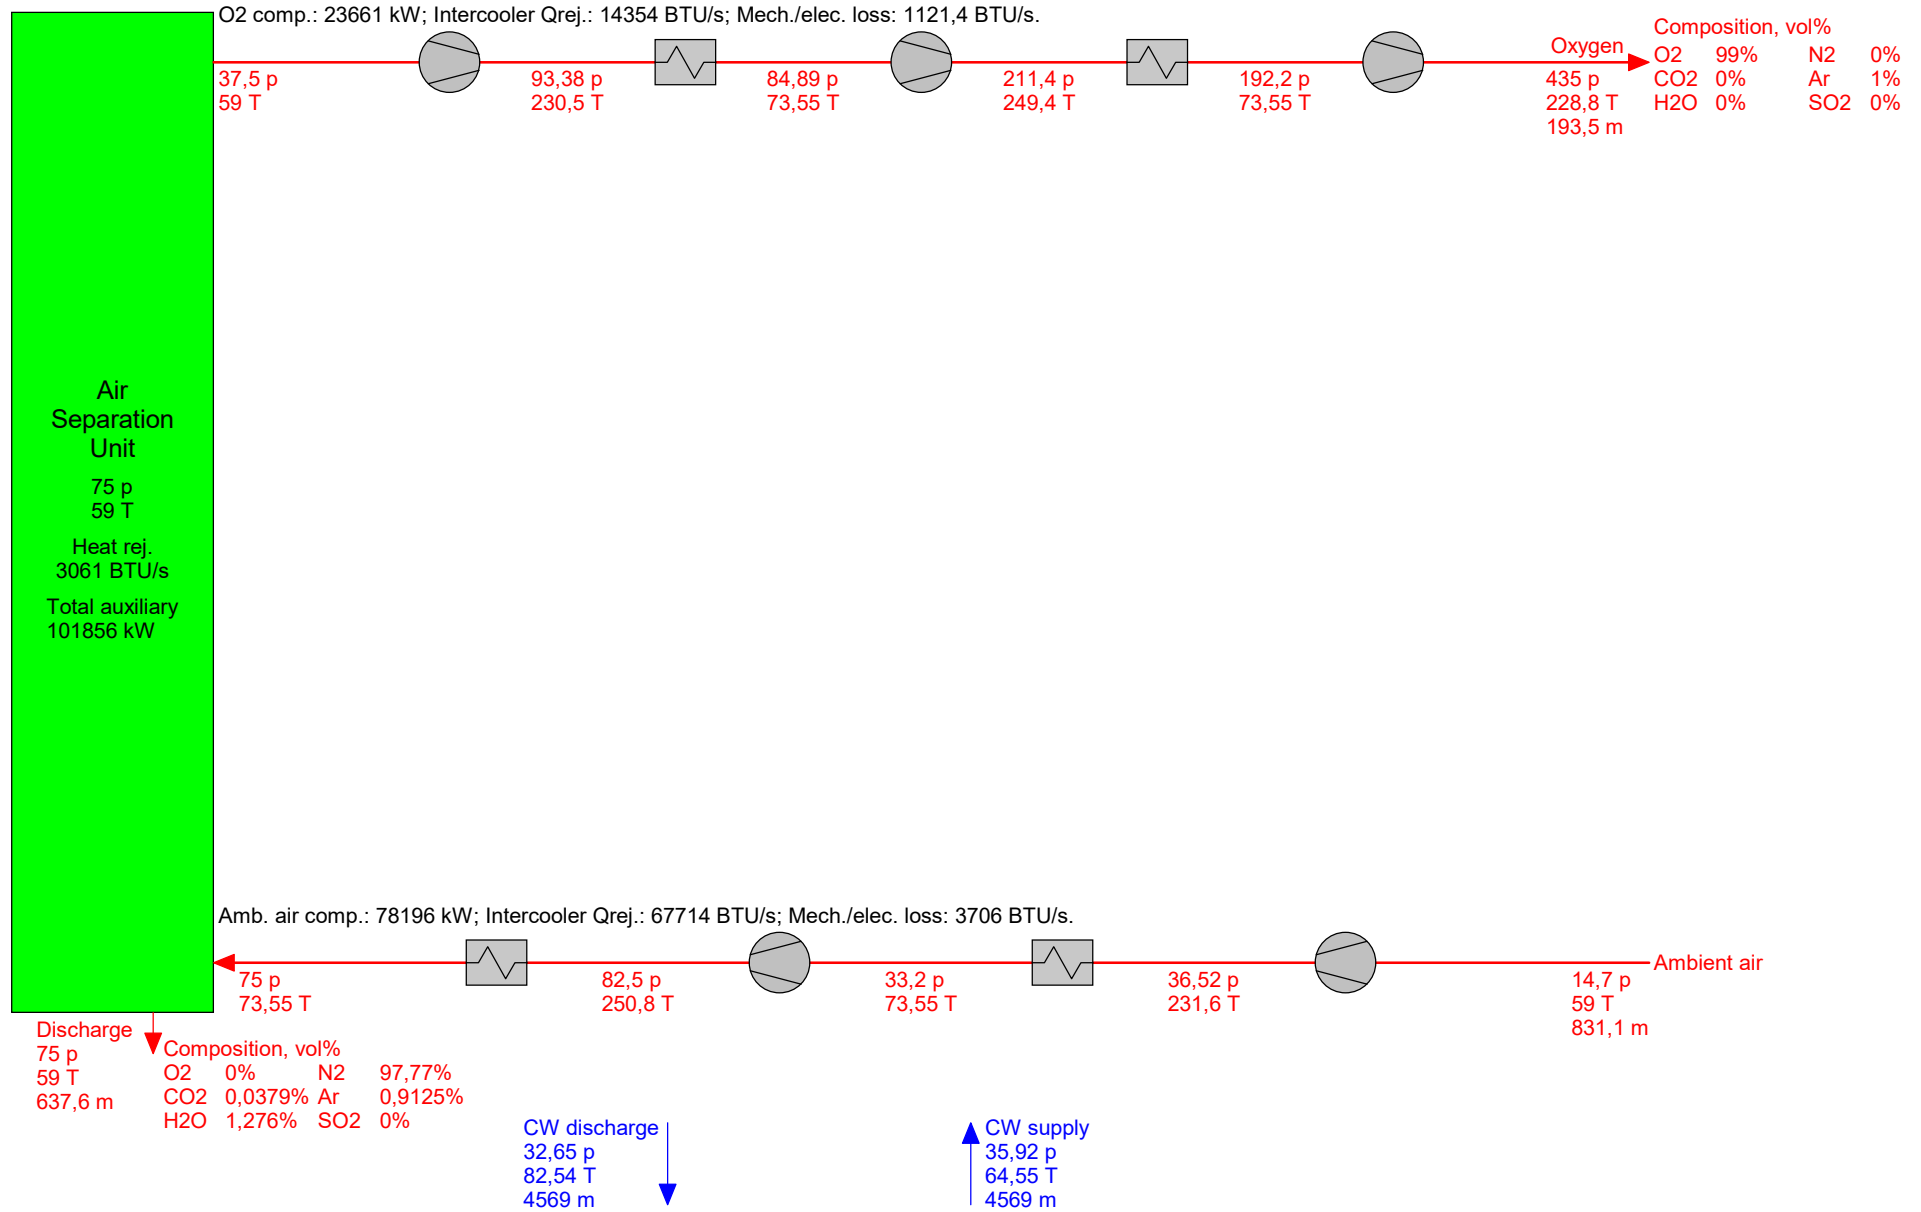 O2 comp.: 23661 kW; Intercooler Qrej.: 14354 BTU/s; Mech./elec. loss: 1121,4 BTU/s.
37,5 p
59 T
93,38 p
230,5 T
84,89 p
73,55 T
211,4 p
249,4 T
192,2 p
73,55 T
Oxygen
435 p
228,8 T
193,5 m
Composition, vol%
O2 99% N2 0%
CO2 0% Ar 1%
H2O 0% SO2 0%
Air
Separation
Unit
75 p
59 T
Heat rej.
3061 BTU/s
Total auxiliary
101856 kW
Amb. air comp.: 78196 kW; Intercooler Qrej.: 67714 BTU/s; Mech./elec. loss: 3706 BTU/s.
75 p
73,55 T
82,5 p
250,8 T
33,2 p
73,55 T
36,52 p
231,6 T
14,7 p
59 T
831,1 m
Ambient air
Discharge
75 p
59 T
637,6 m
Composition, vol%
O2 0% N2 97,77%
CO2 0,0379% Ar 0,9125%
H2O 1,276% SO2 0%
CW discharge
32,65 p
82,54 T
4569 m
CW supply
35,92 p
64,55 T
4569 m